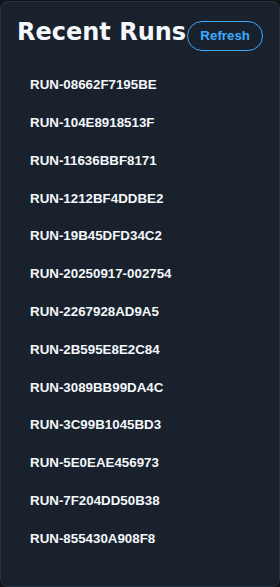 Recent Runs
Refresh
RUN-08662F7195BE
RUN-104E8918513F
RUN-11636BBF8171
RUN-1212BF4DDBE2
RUN-19B45DFD34C2
RUN-20250917-002754
RUN-2267928AD9A5
RUN-2B595E8E2C84
RUN-3089BB99DA4C
RUN-3C99B1045BD3
RUN-5E0EAE456973
RUN-7F204DD50B38
RUN-855430A908F8